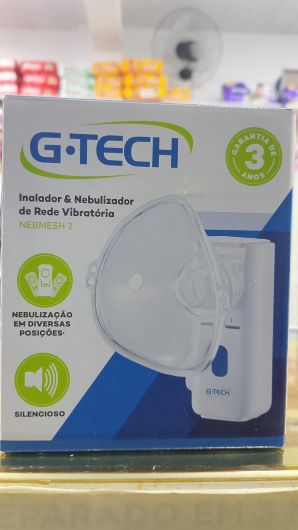 G·TECH
GARANTIA DE
3
ANOS
Inalador & Nebulizador
de Rede Vibratória
NEBMESH 2
NEBULIZAÇÃO
EM DIVERSAS
POSIÇÕES*
SILENCIOSO
G·TECH